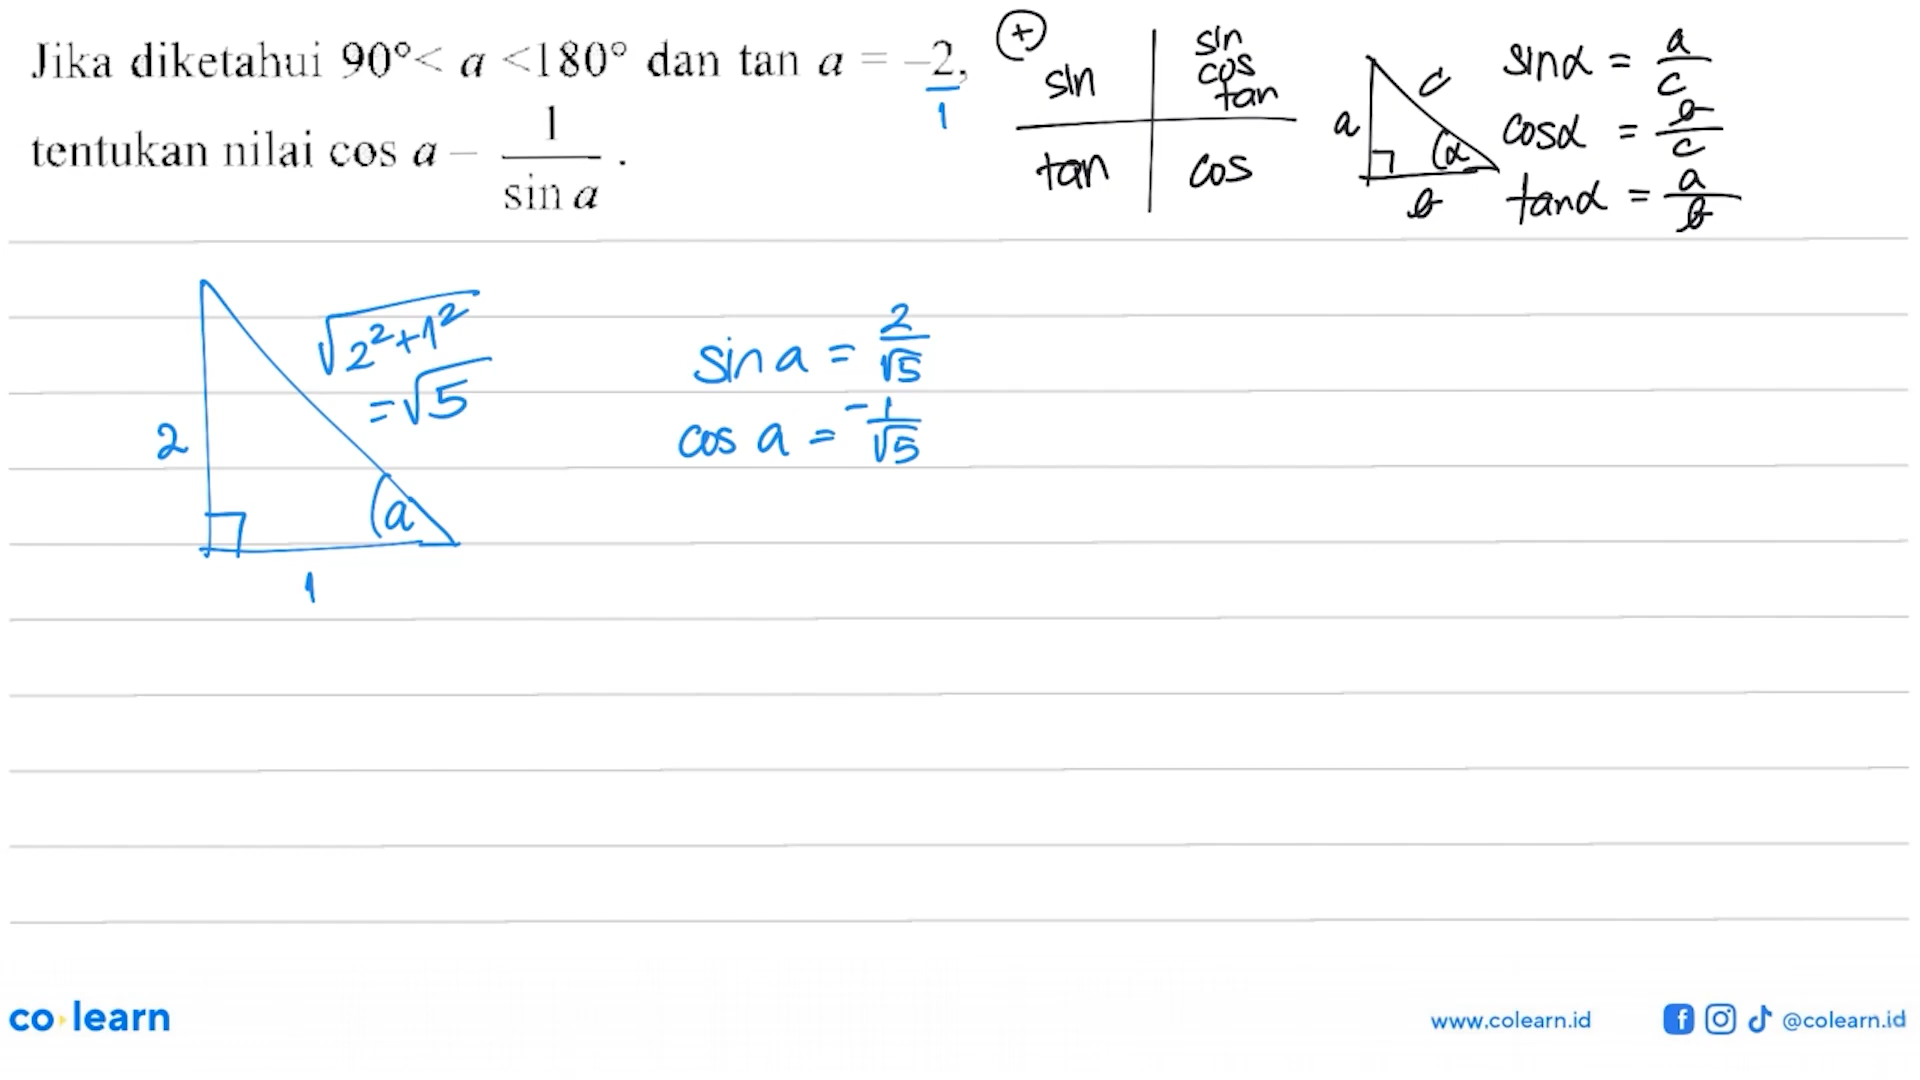 Jika diketahui 90° < a < 180° dan tan a = -2,
1
tentukan nilai cos a - 1/sin a .
(+)
sin
sin
cos
tan
tan
cos
a
c
b
α
sin α = a/c
cos α = b/c
tan α = a/b
2
√2²+1²
= √5
a
1
sin a = 2/√5
cos a = -1/√5
co learn
www.colearn.id
@colearn.id